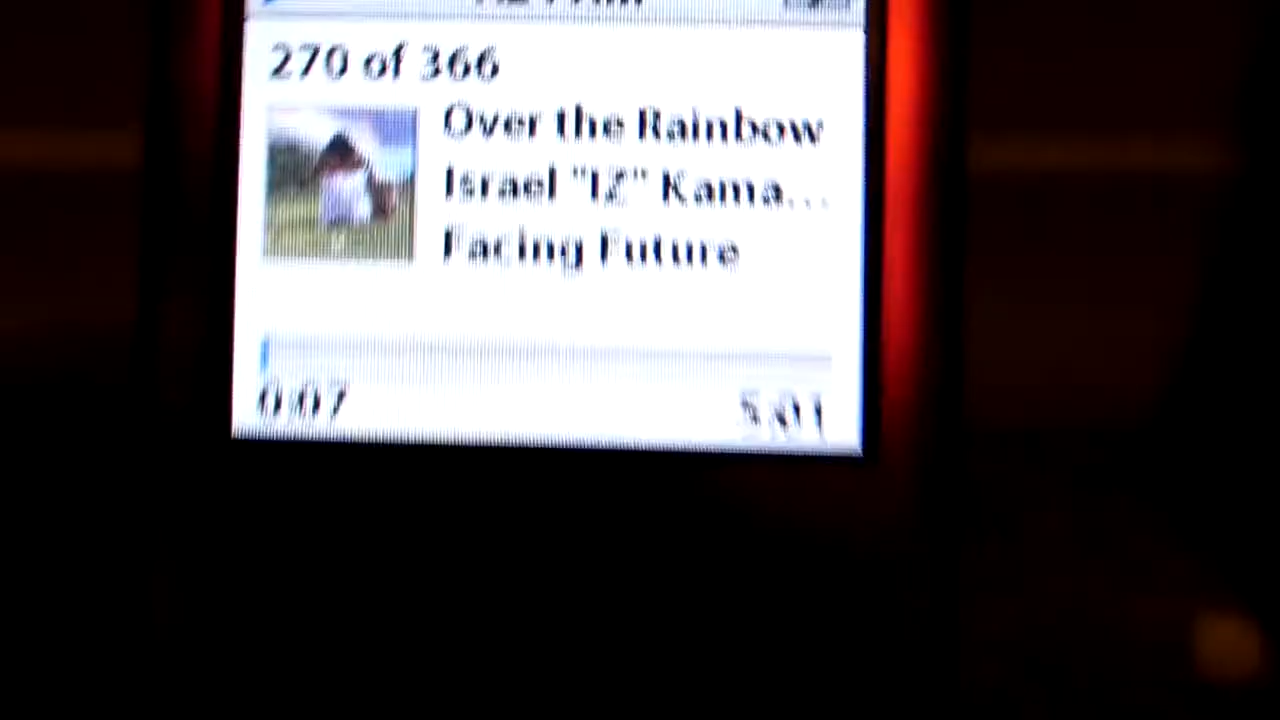 270 of 366
Over the Rainbow
Israel "IZ" Kama...
Facing Future
0:07
5:01